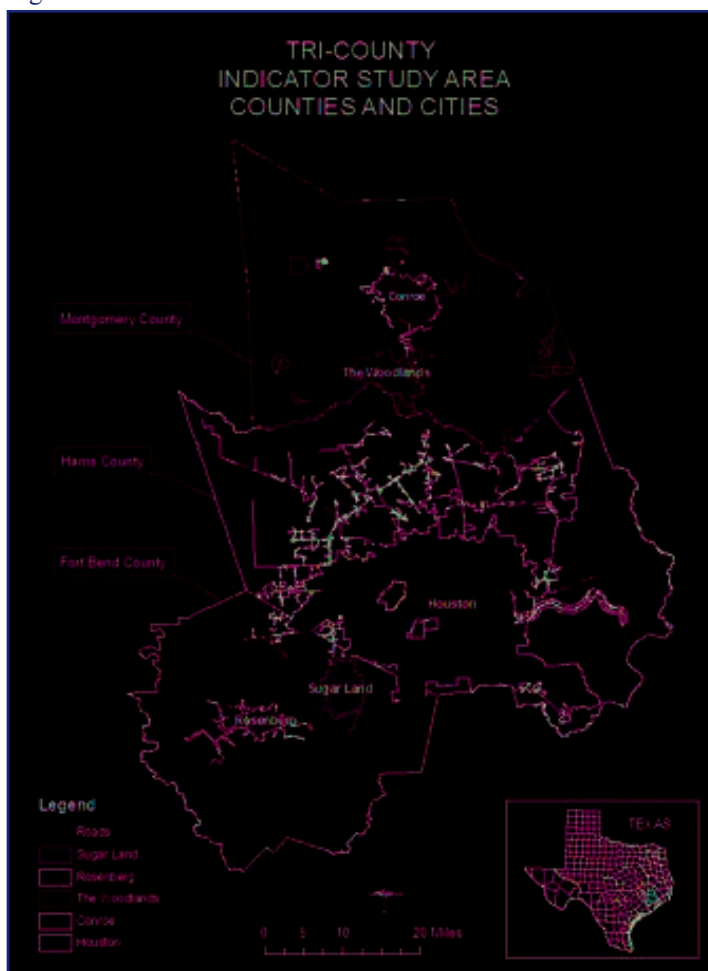 TRI-COUNTY
INDICATOR STUDY AREA
COUNTIES AND CITIES
Conroe
Montgomery County
The Woodlands
Harris County
Fort Bend County
Houston
Sugar Land
Rosenberg
Legend
Roads
Sugar Land
Rosenberg
The Woodlands
Conroe
Houston
0 5 10 20 Miles
TEXAS